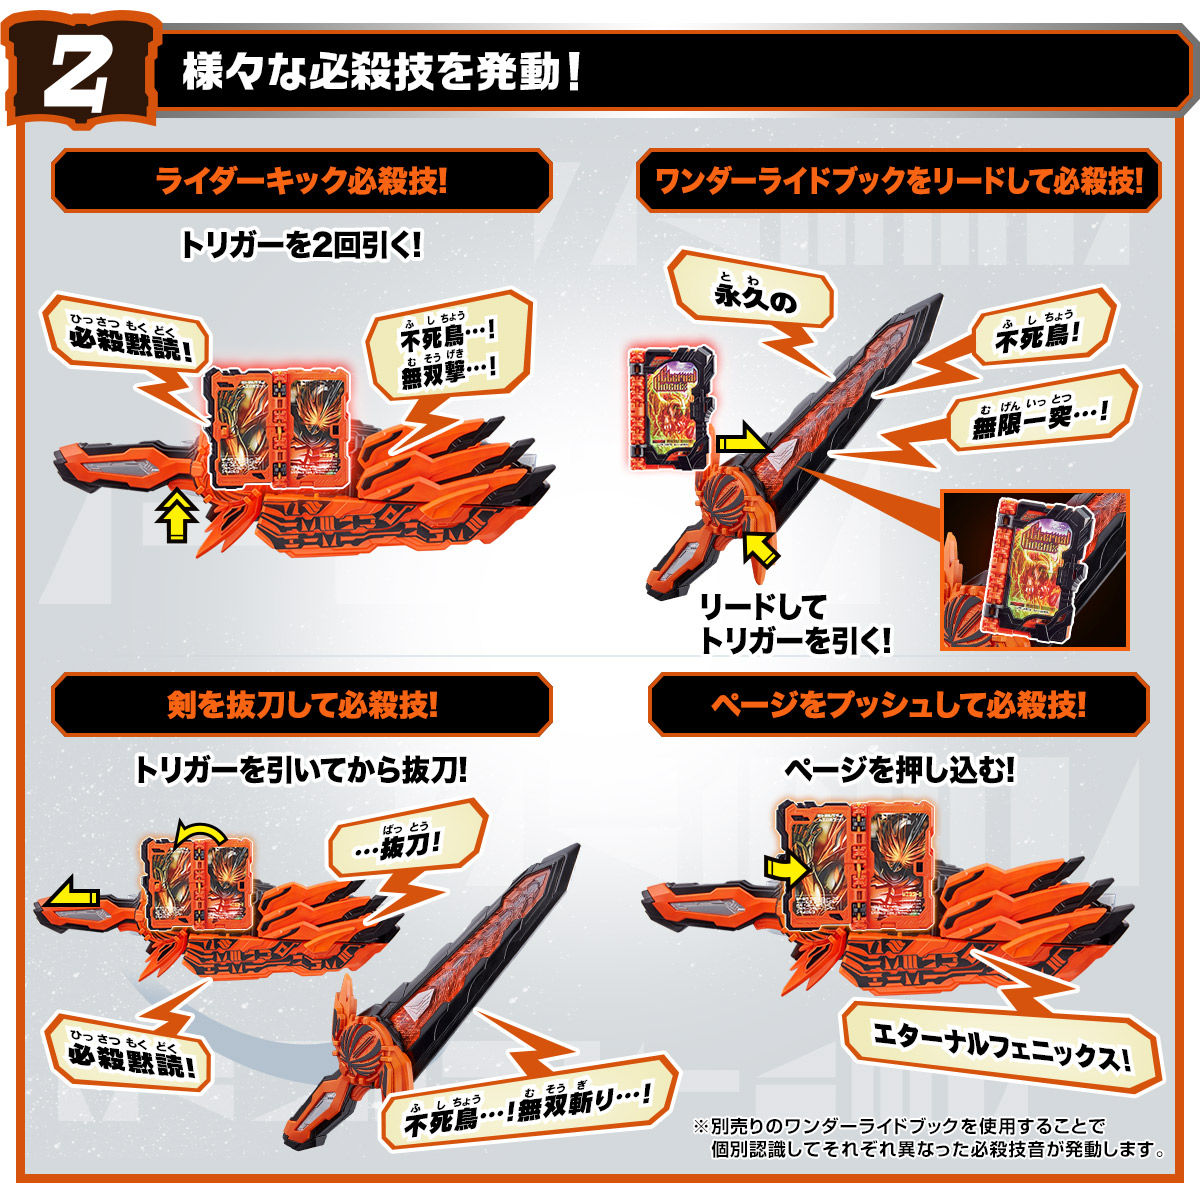 2
様々な必殺技を発動!
ライダーキック必殺技!
トリガーを2回引く!
ひっさつ もく どく
必殺黙読!
ふ し ちょう
不死鳥…!
む そう げき
無双撃…!
ワンダーライドブックをリードして必殺技!
と わ
永久の
ふ し ちょう
不死鳥!
む げん いっ とつ
無限一突…!
Eternal
Phoenix
Eternal
Phoenix
リードして
トリガーを引く!
剣を抜刀して必殺技!
トリガーを引いてから抜刀!
ばっ とう
…抜刀!
ひっ さつ もく どく
必殺黙読!
ふ し ちょう む そう ぎ
不死鳥…!無双斬り…!
ページをプッシュして必殺技!
ページを押し込む!
エターナルフェニックス!
※別売りのワンダーライドブックを使用することで
個別認識してそれぞれ異なった必殺技音が発動します。